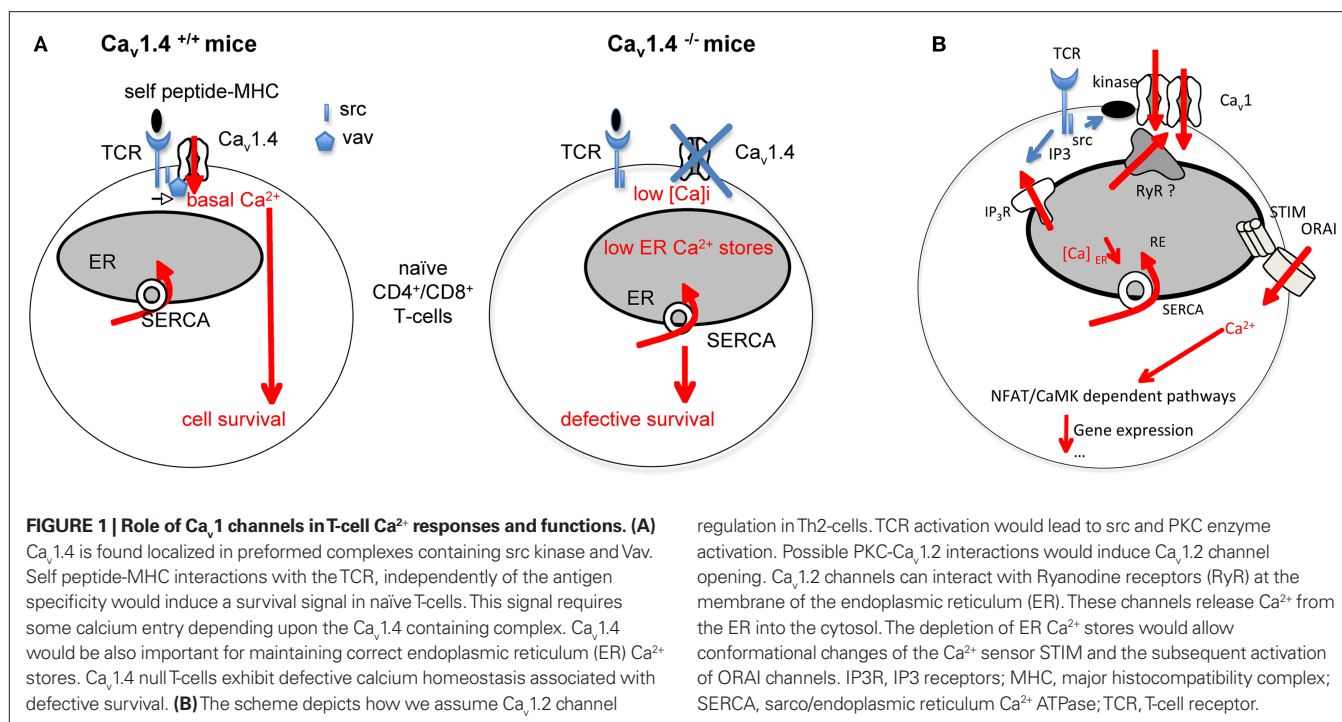 A
Caᵥ1.4 ⁺/⁺ mice
self peptide-MHC
src
vav
TCR
Caᵥ1.4
basal Ca²⁺
ER
SERCA
cell survival
naïve
CD4⁺/CD8⁺
T-cells
Caᵥ1.4 ⁻/⁻ mice
TCR
Caᵥ1.4
low [Ca]i
low ER Ca²⁺ stores
ER
SERCA
defective survival
B
TCR
kinase
Caᵥ1
src
IP3
RyR ?
IP₃R
STIM
ORAI
[Ca] ER
RE
SERCA
Ca²⁺
NFAT/CaMK dependent pathways
Gene expression
...
FIGURE 1 | Role of Caᵥ1 channels in T-cell Ca²⁺ responses and functions. (A)
Caᵥ1.4 is found localized in preformed complexes containing src kinase and Vav.
Self peptide-MHC interactions with the TCR, independently of the antigen
specificity would induce a survival signal in naïve T-cells. This signal requires
some calcium entry depending upon the Caᵥ1.4 containing complex. Caᵥ1.4
would be also important for maintaining correct endoplasmic reticulum (ER) Ca²⁺
stores. Caᵥ1.4 null T-cells exhibit defective calcium homeostasis associated with
defective survival. (B) The scheme depicts how we assume Caᵥ1.2 channel
regulation in Th2-cells. TCR activation would lead to src and PKC enzyme
activation. Possible PKC-Caᵥ1.2 interactions would induce Caᵥ1.2 channel
opening. Caᵥ1.2 channels can interact with Ryanodine receptors (RyR) at the
membrane of the endoplasmic reticulum (ER). These channels release Ca²⁺ from
the ER into the cytosol. The depletion of ER Ca²⁺ stores would allow
conformational changes of the Ca²⁺ sensor STIM and the subsequent activation
of ORAI channels. IP3R, IP3 receptors; MHC, major histocompatibility complex;
SERCA, sarco/endoplasmic reticulum Ca²⁺ ATPase; TCR, T-cell receptor.